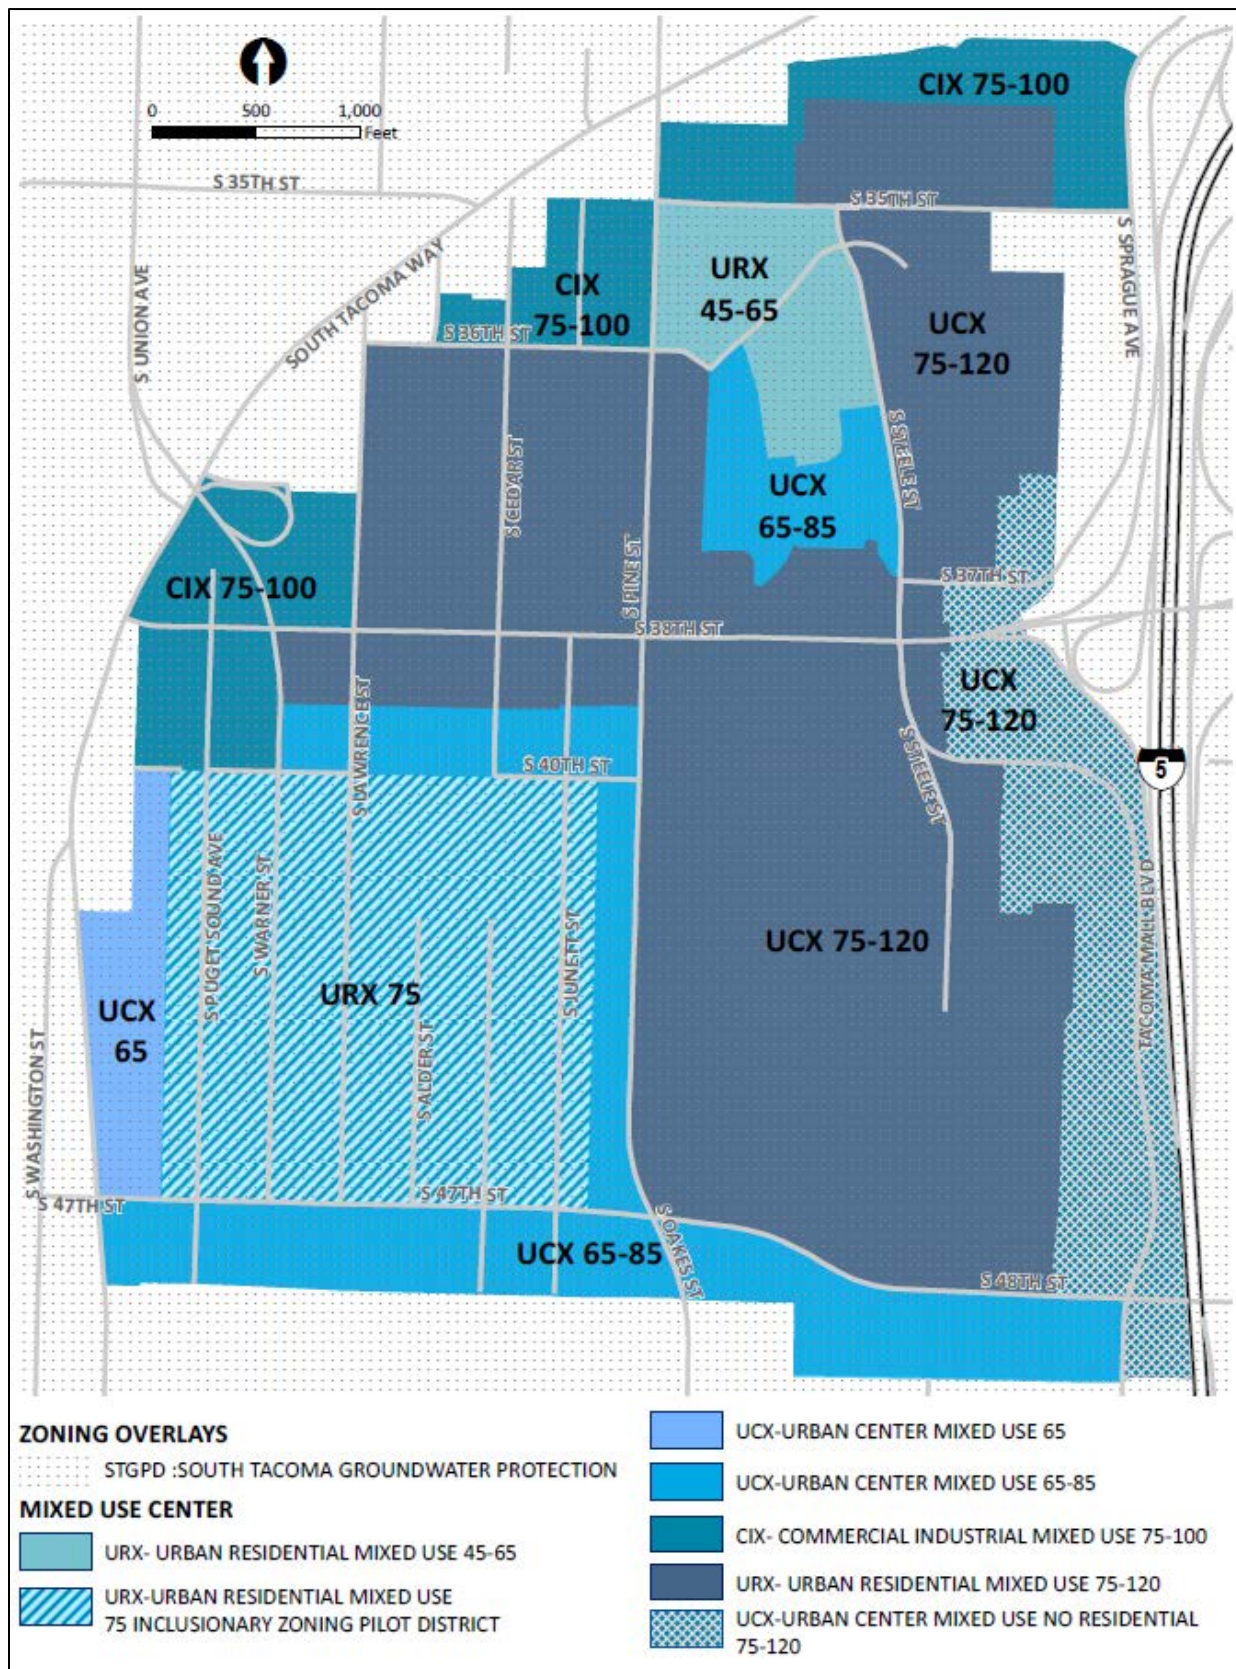 CIX 75-100
0 500 1,000
Feet
S 35TH ST
S 35TH ST
S UNION AVE
SOUTH TACOMA WAY
S SPRAGUE AVE
CIX
75-100
URX
45-65
UCX
75-120
S 36TH ST
S CEDAR ST
S STEELE ST
UCX
65-85
S PINE ST
CIX 75-100
S 37TH ST
S 38TH ST
UCX
75-120
S LAWRENCE ST
S 40TH ST
S STEELE ST
5
S PUGET SOUND AVE
S WARNER ST
S JUNETT ST
TACOMA MALL BLVD
UCX 75-120
URX 75
UCX
65
S ALDER ST
S WASHINGTON ST
S 47TH ST
S 47TH ST
S OAKES ST
UCX 65-85
S 48TH ST
ZONING OVERLAYS
STGPD :SOUTH TACOMA GROUNDWATER PROTECTION
MIXED USE CENTER
URX- URBAN RESIDENTIAL MIXED USE 45-65
URX-URBAN RESIDENTIAL MIXED USE
75 INCLUSIONARY ZONING PILOT DISTRICT
UCX-URBAN CENTER MIXED USE 65
UCX-URBAN CENTER MIXED USE 65-85
CIX- COMMERCIAL INDUSTRIAL MIXED USE 75-100
URX- URBAN RESIDENTIAL MIXED USE 75-120
UCX-URBAN CENTER MIXED USE NO RESIDENTIAL
75-120